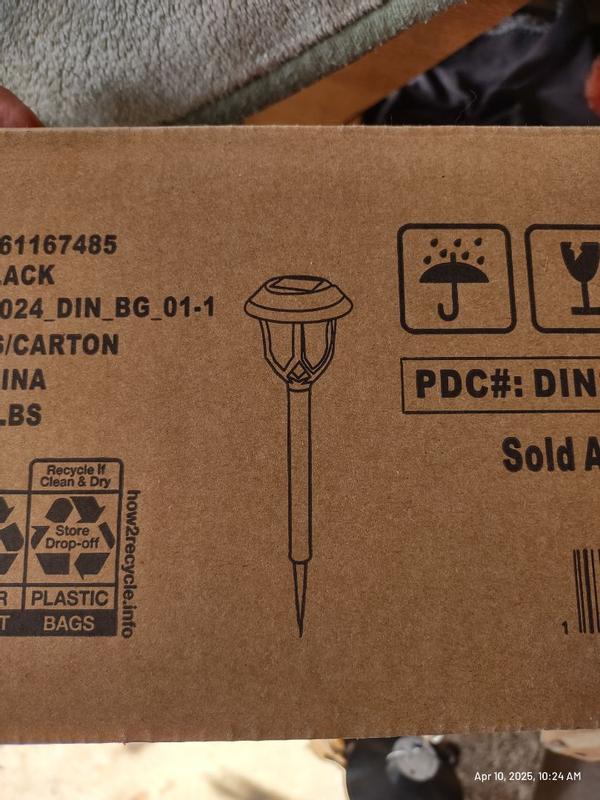 61167485
LACK
024_DIN_BG_01-1
/CARTON
INA
LBS
Recycle If
Clean & Dry
Store
Drop-off
R
PLASTIC
T
BAGS
how2recycle.info
PDC#: DIN
Sold A
1
Apr 10, 2025, 10:24 AM